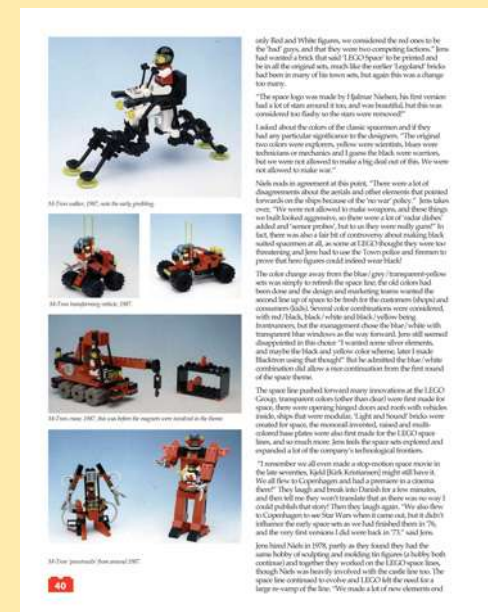 only Red and White figures, we considered the red ones to be
the 'bad' guys, and that they were two competing factions." Jens
had wanted a brick that said 'LEGO Space' to be printed and
be in all the original sets, much like the earlier 'Legoland' bricks
had been in many of his town sets, but again this was a change
too many.
"The space logo was made by Hjalmar Nielsen, his first version
had a lot of stars around it too, and was beautiful, but this was
considered too flashy so the stars were removed!"
I asked about the colors of the classic spacemen and if they
had any particular significance to the designers. "The original
two colors were explorers, yellow were scientists, blues were
technicians or mechanics and I guess the black were warriors,
but we were not allowed to make a big deal out of this. We were
not allowed to make war."
Niels nods in agreement at this point, "There were a lot of
disagreements about the aerials and other elements that pointed
forwards on the ships because of the 'no war' policy." Jens takes
over, "We were not allowed to make weapons, and these things
we built looked aggressive, so there were a lot of 'radar dishes'
added and 'sensor probes', but to us they were really guns!" In
fact, there was also a fair bit of controversy about making black
suited spacemen at all, as some at LEGO thought they were too
threatening and Jens had to use the Town police and firemen to
prove that hero figures could indeed wear black!
The color change away from the blue/grey/transparent-yellow
sets was simply to refresh the space line, the old colors had
been done and the design and marketing teams wanted the
second line up of space to be fresh for the customers (shops) and
consumers (kids). Several color combinations were considered,
with red/black, black/white and black/yellow being
frontrunners, but the management chose the blue/white with
transparent blue windows as the way forward. Jens still seemed
disappointed in this choice "I wanted some silver elements,
and maybe the black and yellow color scheme, later I made
Blacktron using that though!" But he admitted the blue/white
combination did allow a nice continuation from the first round
of the space theme.
The space line pushed forward many innovations at the LEGO
Group, transparent colors (other than clear) were first made for
space, there were opening hinged doors and roofs with vehicles
inside, ships that were modular, 'Light and Sound' bricks were
created for space, the monorail invented, raised and multi-
colored base plates were also first made for the LEGO space
lines, and so much more. Jens feels the space sets explored and
expanded a lot of the company's technological frontiers.
"I remember we all even made a stop-motion space movie in
the late seventies, Kjeld [Kirk Kristiansen] might still have it.
We all flew to Copenhagen and had a premiere in a cinema
there!" They laugh and break into Danish for a few minutes,
and then tell me they won't translate that as there was no way I
could publish that story! Then they laugh again. "We also flew
to Copenhagen to see Star Wars when it came out, but it didn't
influence the early space sets as we had finished them in '76,
and the very first versions I did were back in '73." said Jens.
Jens hired Niels in 1978, partly as they found they had the
same hobby of sculpting and molding tin figures (a hobby both
continue) and together they worked on the LEGO space lines,
though Niels was heavily involved with the castle line too. The
space line continued to evolve and LEGO felt the need for a
large re-vamp of the line. "We made a lot of new elements and
M-Tron walker, 1987, note the early
M-Tron transforming vehicle, 1987.
M-Tron crane, 1987, this was before the magnets were involved in the theme.
M-Tron from around 1987.
40